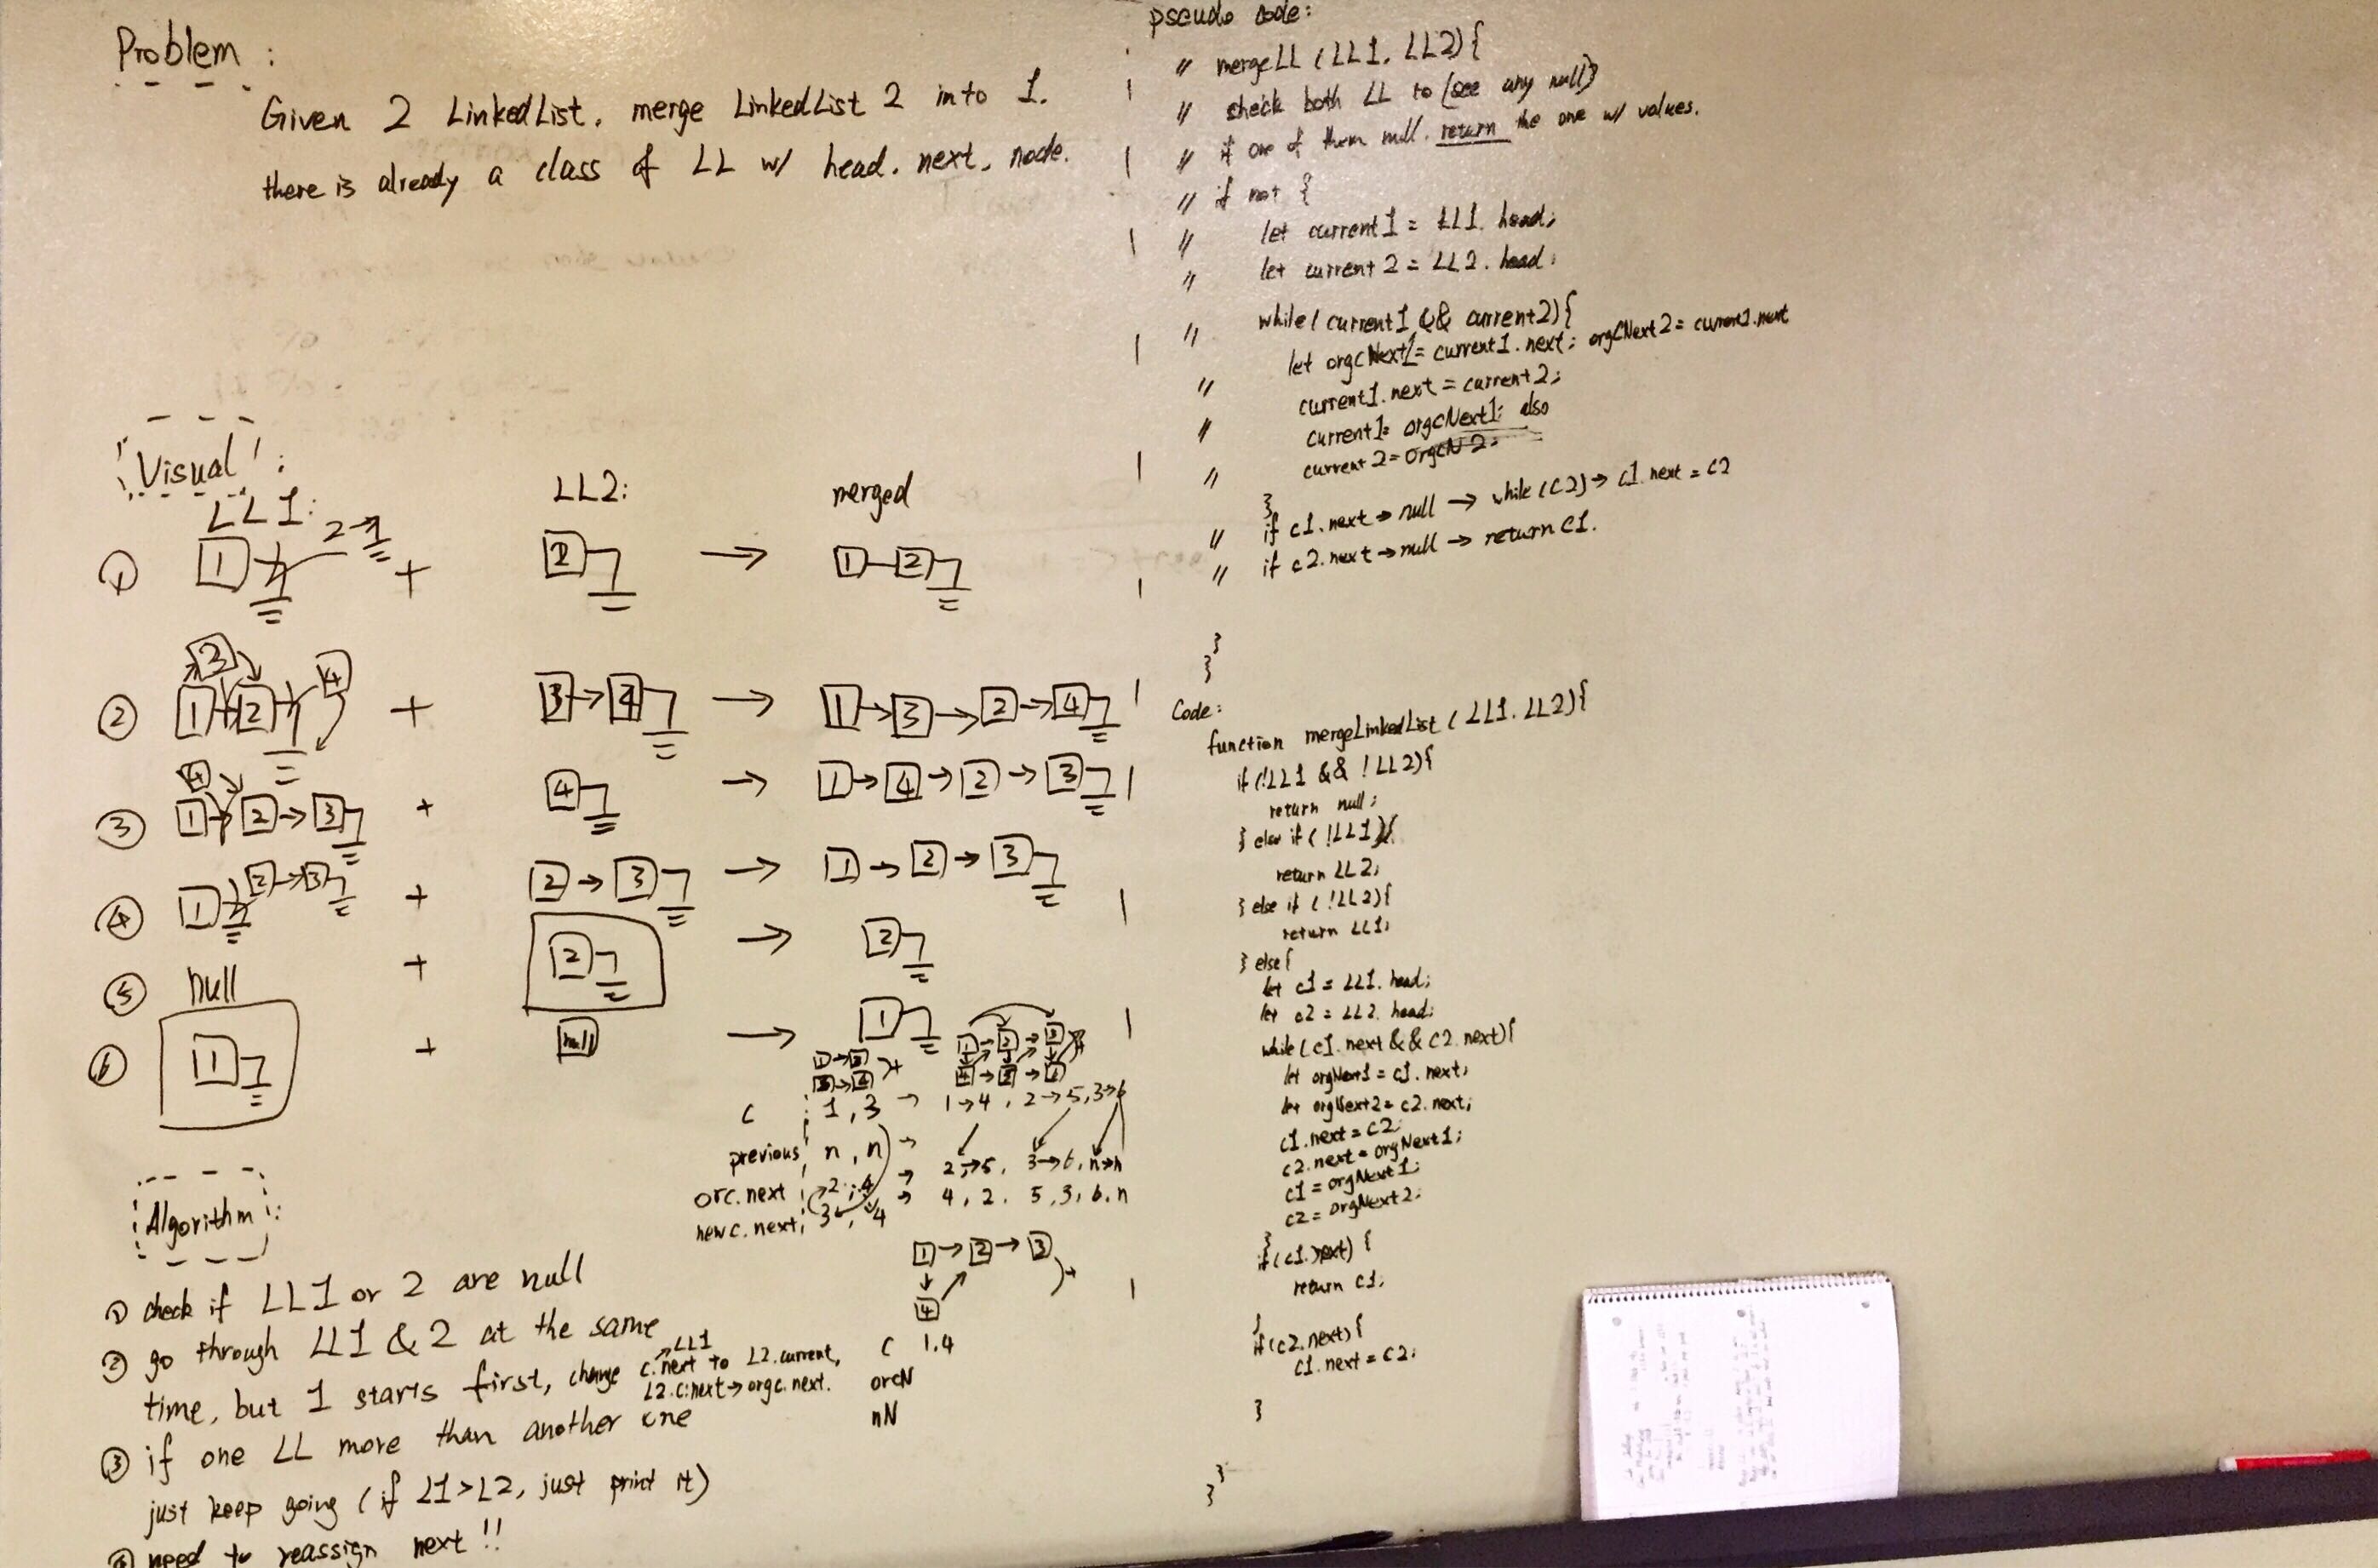 Problem :
Given 2 LinkedList, merge LinkedList 2 into 1.
there is already a class of LL w/ head. next, node.
Visual :
LL1:
LL2:
merged
① 1 2→1 + 2 → 1 2
② 1 3 2 4 + 3→4 → 1→3→2→4
③ 1 4 2→3 + 4 → 1→4→2→3
④ 1 2→3 + 2→3 → 1→2→3
⑤ null + 2 → 2
⑥ 1 + null → 1
c : 1, 3 → 1→4, 2→5, 3→6
previous n, n → 2→5, 3→6, n→n
orc.next 2, 4 → 4, 2. 5, 3, 6, n
new c. next; 3, 4
1→2→3
4
c 1.4
orcN
nN
Algorithm :
① check if LL1 or 2 are null
② go through LL1 & 2 at the same
time, but 1 starts first, change c.next to L2.current,
LL1
L2.c.next→orgc.next.
③ if one LL more than another one
just keep going (if L1>L2, just print it)
④ need to reassign next !!
pseudo code:
// mergeLL (LL1, LL2){
// check both LL to (see any null)
// if one of them null. return the one w/ values.
// if not {
// let current1 = LL1. head;
// let current2 = LL2. head;
// while( current1 && current2){
let orgcNext1= current1.next; orgCNext2= current2.next
// current1.next = current2;
// current1= orgcNext1; also
current2= orgcN2;
// }
// if c1.next → null → while (c2) → c1.next = c2
// if c2.next → null → return c1.
}
}
Code:
function mergeLinkedList (LL1. LL2){
if (!LL1 && !LL2){
return null;
} else if ( !LL1 ){
return LL2;
} else if ( !LL2){
return LL1;
} else{
let c1 = LL1. head;
let c2 = LL2. head;
while (c1.next && c2.next){
let orgNext1 = c1.next;
let orgNext2 = c2.next;
c1.next = c2;
c2.next = orgNext1;
c1 = orgNext1;
c2 = orgNext2;
}
if (c1.next) {
return c1;
}
if (c2.next){
c1.next = c2;
}
}
}